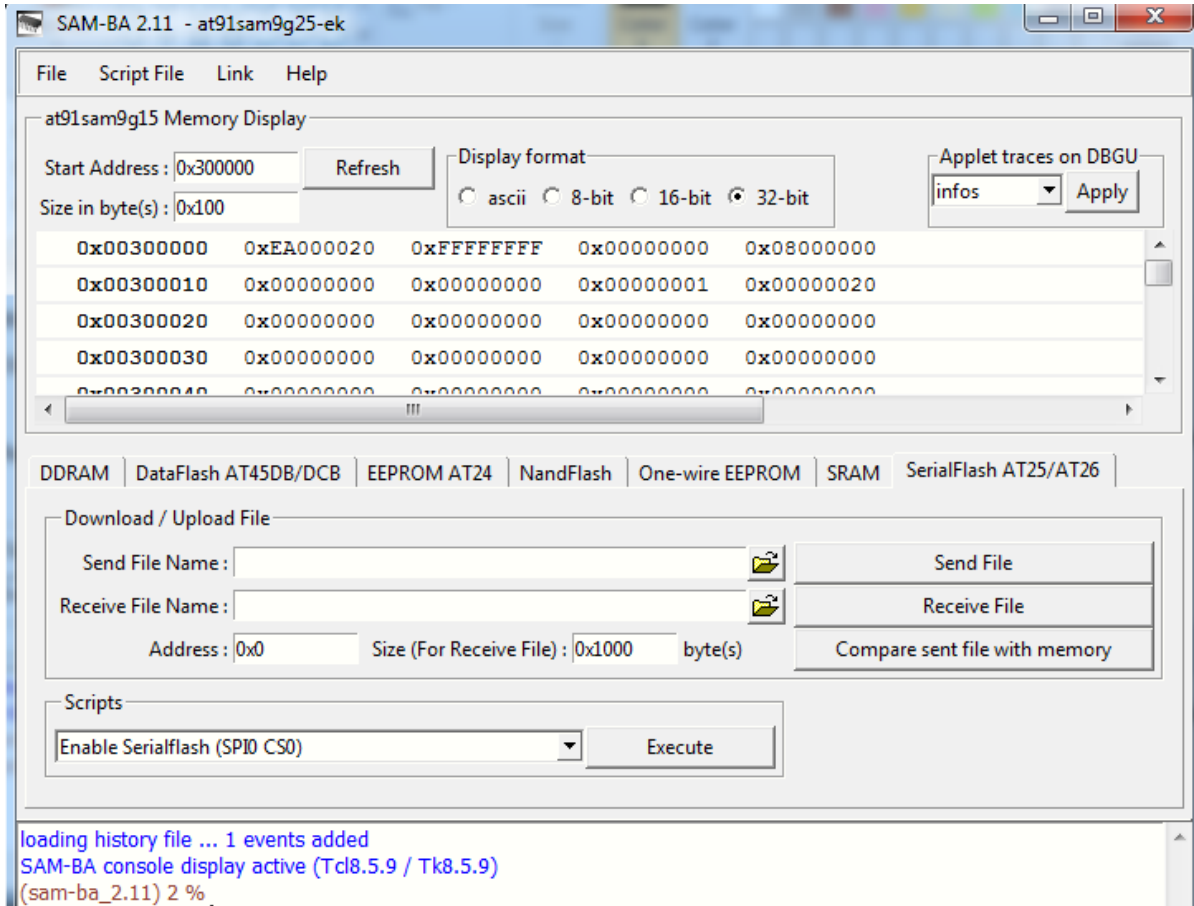 SAM-BA 2.11 - at91sam9g25-ek
File Script File Link Help
at91sam9g15 Memory Display
Start Address : 0x300000 Refresh
Size in byte(s) : 0x100
Display format
ascii 8-bit 16-bit 32-bit
Applet traces on DBGU
infos Apply
0x00300000 0xEA000020 0xFFFFFFFF 0x00000000 0x08000000
0x00300010 0x00000000 0x00000000 0x00000001 0x00000020
0x00300020 0x00000000 0x00000000 0x00000000 0x00000000
0x00300030 0x00000000 0x00000000 0x00000000 0x00000000
0x00300040 0x00000000 0x00000000 0x00000000 0x00000000
DDRAM DataFlash AT45DB/DCB EEPROM AT24 NandFlash One-wire EEPROM SRAM SerialFlash AT25/AT26
Download / Upload File
Send File Name : Send File
Receive File Name : Receive File
Address : 0x0 Size (For Receive File) : 0x1000 byte(s) Compare sent file with memory
Scripts
Enable Serialflash (SPI0 CS0) Execute
loading history file ... 1 events added
SAM-BA console display active (Tcl8.5.9 / Tk8.5.9)
(sam-ba_2.11) 2 %